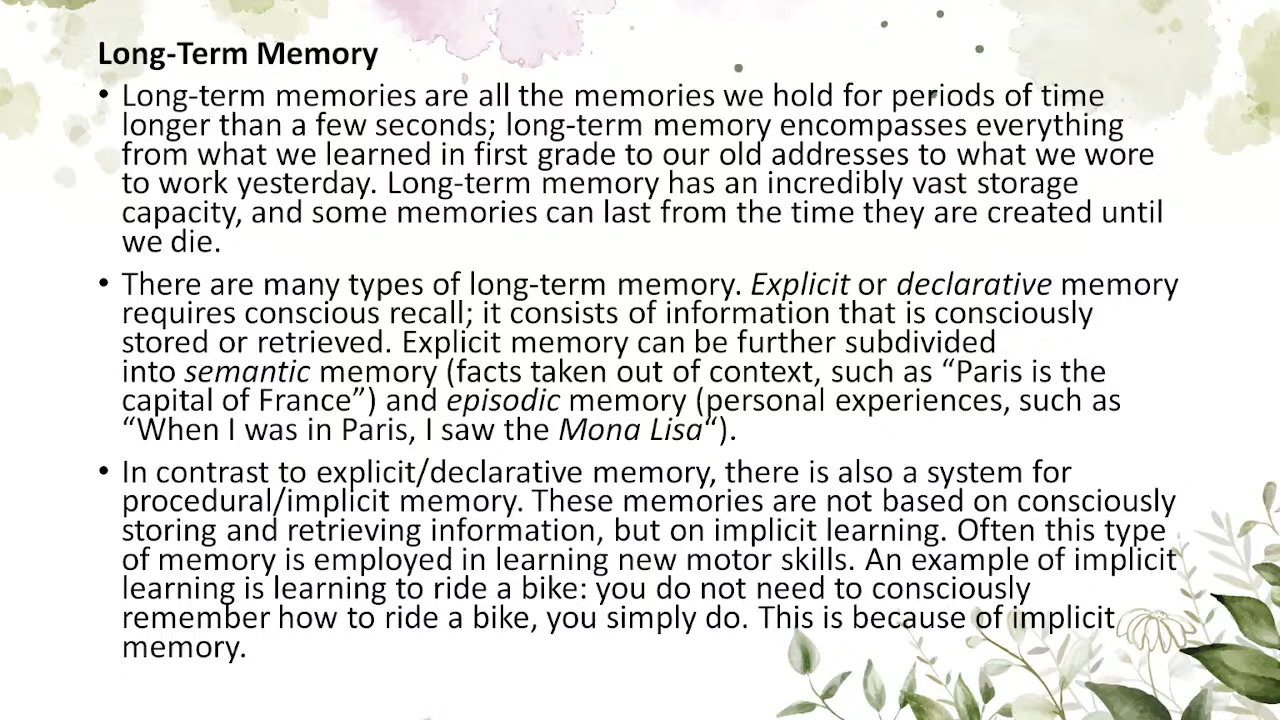 Long-Term Memory
• Long-term memories are all the memories we hold for periods of time
longer than a few seconds; long-term memory encompasses everything
from what we learned in first grade to our old addresses to what we wore
to work yesterday. Long-term memory has an incredibly vast storage
capacity, and some memories can last from the time they are created until
we die.
• There are many types of long-term memory. Explicit or declarative memory
requires conscious recall; it consists of information that is consciously
stored or retrieved. Explicit memory can be further subdivided
into semantic memory (facts taken out of context, such as “Paris is the
capital of France”) and episodic memory (personal experiences, such as
“When I was in Paris, I saw the Mona Lisa“).
• In contrast to explicit/declarative memory, there is also a system for
procedural/implicit memory. These memories are not based on consciously
storing and retrieving information, but on implicit learning. Often this type
of memory is employed in learning new motor skills. An example of implicit
learning is learning to ride a bike: you do not need to consciously
remember how to ride a bike, you simply do. This is because of implicit
memory.